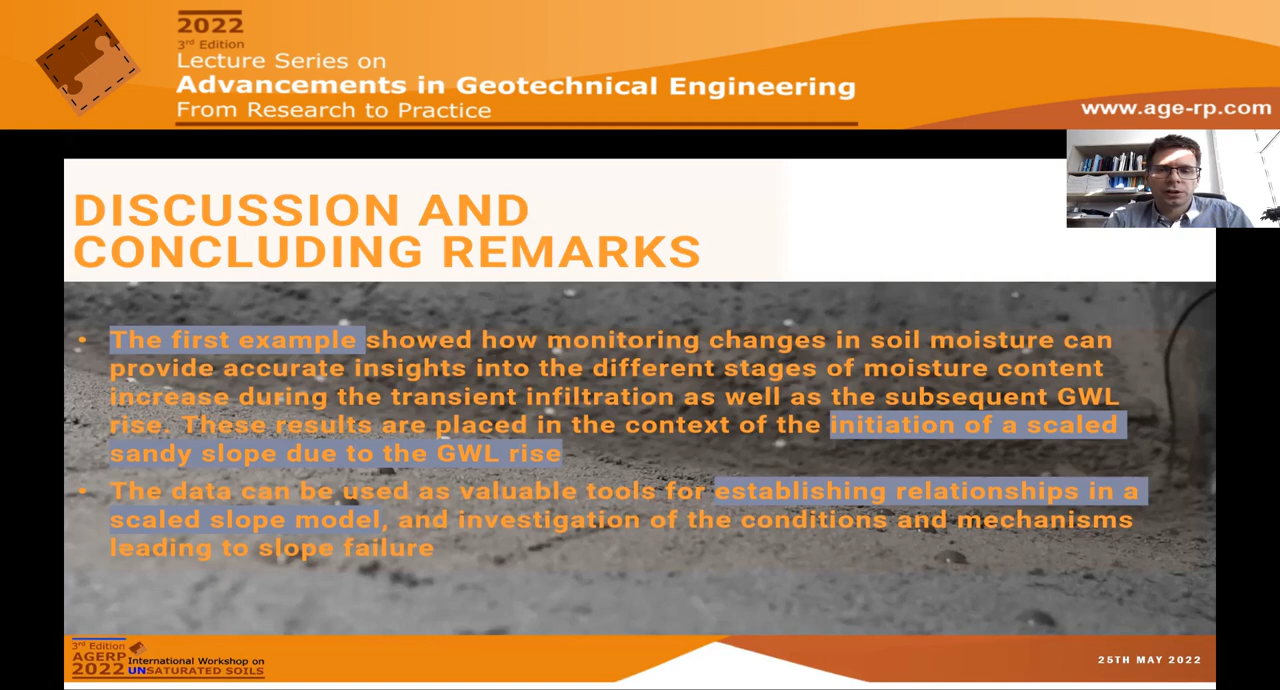 2022
3rd Edition
Lecture Series on
Advancements in Geotechnical Engineering
From Research to Practice
www.age-rp.com
DISCUSSION AND
CONCLUDING REMARKS
• The first example showed how monitoring changes in soil moisture can
provide accurate insights into the different stages of moisture content
increase during the transient infiltration as well as the subsequent GWL
rise. These results are placed in the context of the initiation of a scaled
sandy slope due to the GWL rise
• The data can be used as valuable tools for establishing relationships in a
scaled slope model, and investigation of the conditions and mechanisms
leading to slope failure
3rd Edition
AGERP
2022
International Workshop on
UNSATURATED SOILS
25TH MAY 2022